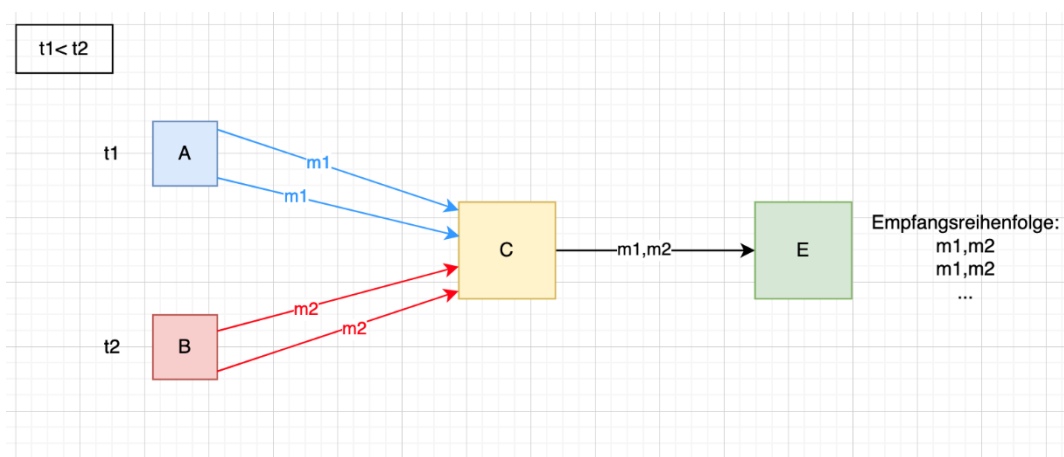 t1< t2
t1
A
m1
m1
C
m1,m2
E
Empfangsreihenfolge:
m1,m2
m1,m2
...
m2
m2
t2
B